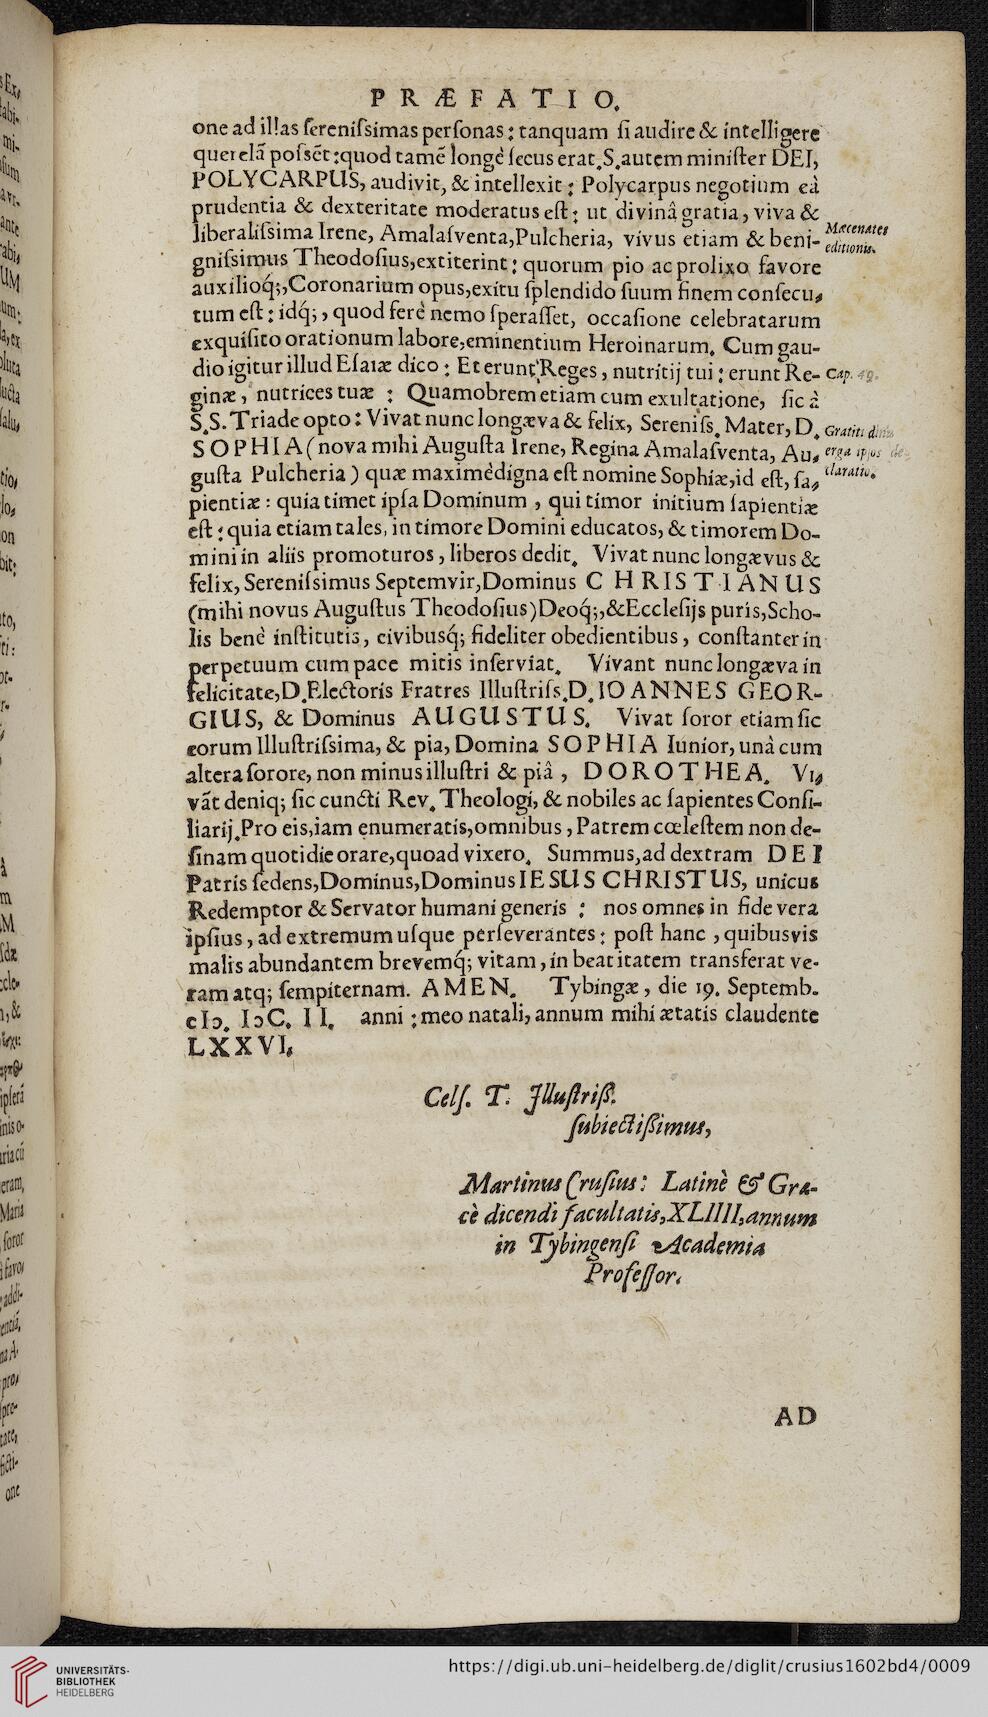 PRÆFATIO.
one ad illas ſereniſsimas perſonas: tanquam ſi audire & intelligere
querelã poſsēt: quod tamē longè ſecus erat. S. autem miniſter DEI,
POLYCARPUS, audivit, & intellexit: Polycarpus negotium eà
prudentia & dexteritate moderatus eſt: ut divinâ gratia, viva &
liberaliſsima Irene, Amalaſventa, Pulcheria, vivus etiam & beni-
Mæcenates
editionis.
gniſsimus Theodoſius, extiterint: quorum pio ac prolixo favore
auxilioq́;, Coronarium opus, exitu ſplendido ſuum finem conſecu-
tum eſt: idq́;, quod ferè nemo ſperaſſet, occaſione celebratarum
exquiſito orationum labore, eminentium Heroinarum. Cum gau-
dio igitur illud Eſaiæ dico: Et erunt Reges, nutritij tui: erunt Re-
Cap. 49.
ginæ, nutrices tuæ: Quamobrem etiam cum exultatione, ſic à
S.S. Triade opto: Vivat nunc longæva & felix, Sereniſs. Mater, D.
SOPHIA (nova mihi Auguſta Irene, Regina Amalaſventa, Au-
Gratiti
erga ipſos de-
claratio.
guſta Pulcheria) quæ maximè digna eſt nomine Sophiæ, id eſt, ſa-
pientiæ: quia timet ipſa Dominum, qui timor initium ſapientiæ
eſt: quia etiam tales, in timore Domini educatos, & timorem Do-
mini in aliis promoturos, liberos dedit. Vivat nunc longævus &
felix, Sereniſsimus Septemvir, Dominus CHRISTIANUS
(mihi novus Auguſtus Theodoſius) Deoq́;, & Eccleſijs puris, Scho-
lis benè inſtitutis, civibusq́; fideliter obedientibus, conſtanter in
perpetuum cum pace mitis inſerviat. Vivant nunc longæva in
felicitate, D. Electoris Fratres Illuſtriſs. D. IOANNES GEOR-
GIUS, & Dominus AUGUSTUS. Vivat ſoror etiam ſic
eorum Illuſtriſsima, & pia, Domina SOPHIA Iunior, unà cum
altera ſorore, non minus illuſtri & piâ, DOROTHEA. Vi-
vãt deniq; ſic cuncti Rev. Theologi, & nobiles ac ſapientes Conſi-
liarij. Pro eis, iam enumeratis, omnibus, Patrem cœleſtem non de-
ſinam quotidie orare, quoad vixero. Summus, ad dextram DEI
Patris ſedens, Dominus, Dominus IESUS CHRISTUS, unicus
Redemptor & Servator humani generis: nos omnes in fide vera
ipſius, ad extremum uſque perſeverantes: poſt hanc, quibusvis
malis abundantem brevemq́; vitam, in beatitatem transferat ve-
ram atq; ſempiternam. AMEN. Tybingæ, die 19. Septemb.
cIɔ. IɔC. II. anni: meo natali, annum mihi ætatis claudente
LXXVI.
Celſ. T. Illuſtriß.
ſubiectißimus,
Martinus Cruſius: Latinè & Græ-
cè dicendi facultatis, XLIIII, annum
in Tybingenſi Academia
Profeſſor.
AD
UNIVERSITÄTS-
BIBLIOTHEK
HEIDELBERG
https://digi.ub.uni-heidelberg.de/diglit/crusius1602bd4/0009